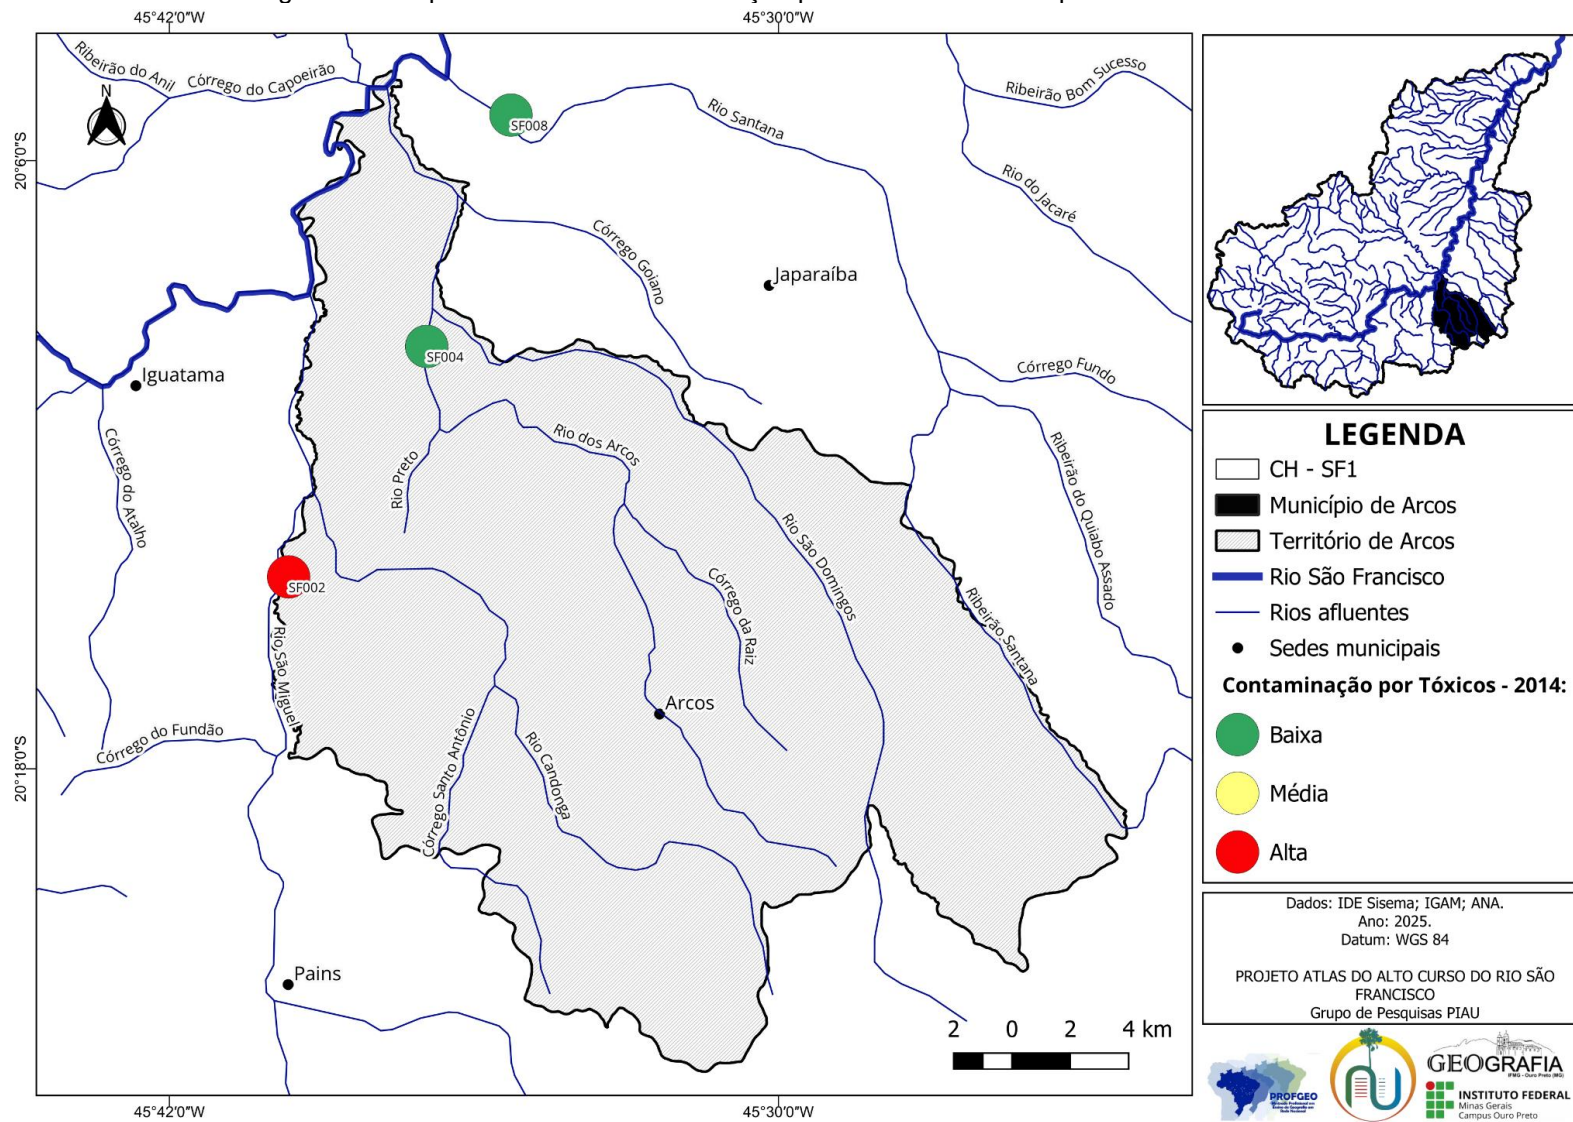 45°42'0"W
45°30'0"W
Ribeirão do Anil
Córrego do Capoeirão
N
SF008
Rio Santana
Ribeirão Bom Sucesso
20°6'0"S
Rio do Jacaré
Córrego Goiano
Japaraíba
SF004
Iguatama
Córrego Fundo
Córrego do Atalho
Rio Preto
Rio dos Arcos
Ribeirão do Quiabo Assado
Rio São Domingos
SF002
Córrego da Raiz
Ribeirão Santana
Rio São Miguel
Arcos
Córrego do Fundão
Córrego Santo Antônio
Rio Candonga
20°18'0"S
Pains
2 0 2 4 km
45°42'0"W
45°30'0"W
LEGENDA
CH - SF1
Município de Arcos
Território de Arcos
Rio São Francisco
Rios afluentes
Sedes municipais
Contaminação por Tóxicos - 2014:
Baixa
Média
Alta
Dados: IDE Sisema; IGAM; ANA.
Ano: 2025.
Datum: WGS 84
PROJETO ATLAS DO ALTO CURSO DO RIO SÃO
FRANCISCO
Grupo de Pesquisas PIAU
PROFGEO
GEOGRAFIA
IFMG - Ouro Preto (MG)
INSTITUTO FEDERAL
Minas Gerais
Campus Ouro Preto